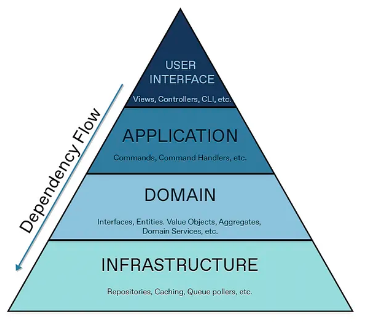 USER
INTERFACE
Views, Controllers, CLI, etc.
Dependency Flow
APPLICATION
Commands, Command Handlers, etc.
DOMAIN
Interfaces, Entities. Value Objects, Aggregates,
Domain Services, etc.
INFRASTRUCTURE
Repositories, Caching, Queue pollers, etc.